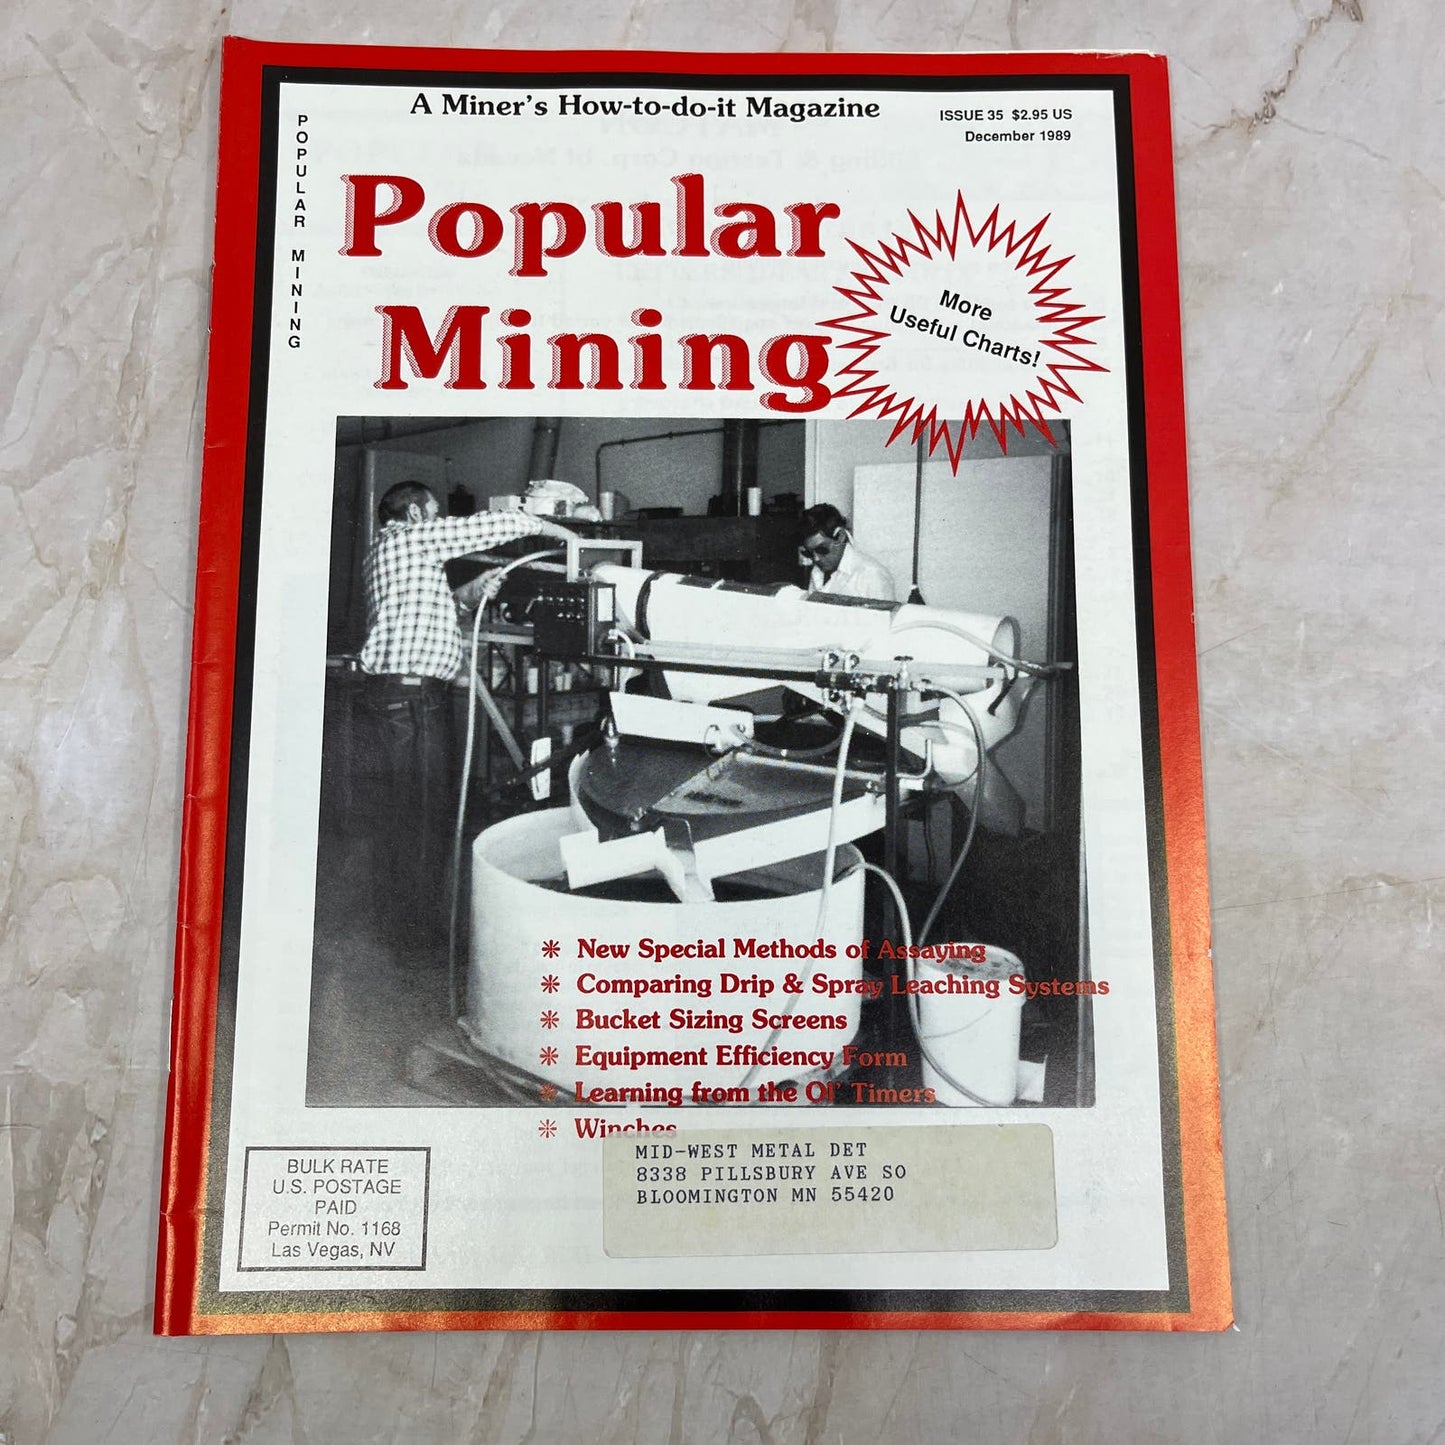 A Miner's How-to-do-it Magazine
ISSUE 35 $2.95 US
December 1989
POPULAR MINING
Popular
Mining
More
Useful Charts!
* New Special Methods of Assaying
* Comparing Drip & Spray Leaching Systems
* Bucket Sizing Screens
* Equipment Efficiency Form
* Learning from the Ol' Timers
* Winches
BULK RATE
U.S. POSTAGE
PAID
Permit No. 1168
Las Vegas, NV
MID-WEST METAL DET
8338 PILLSBURY AVE SO
BLOOMINGTON MN 55420